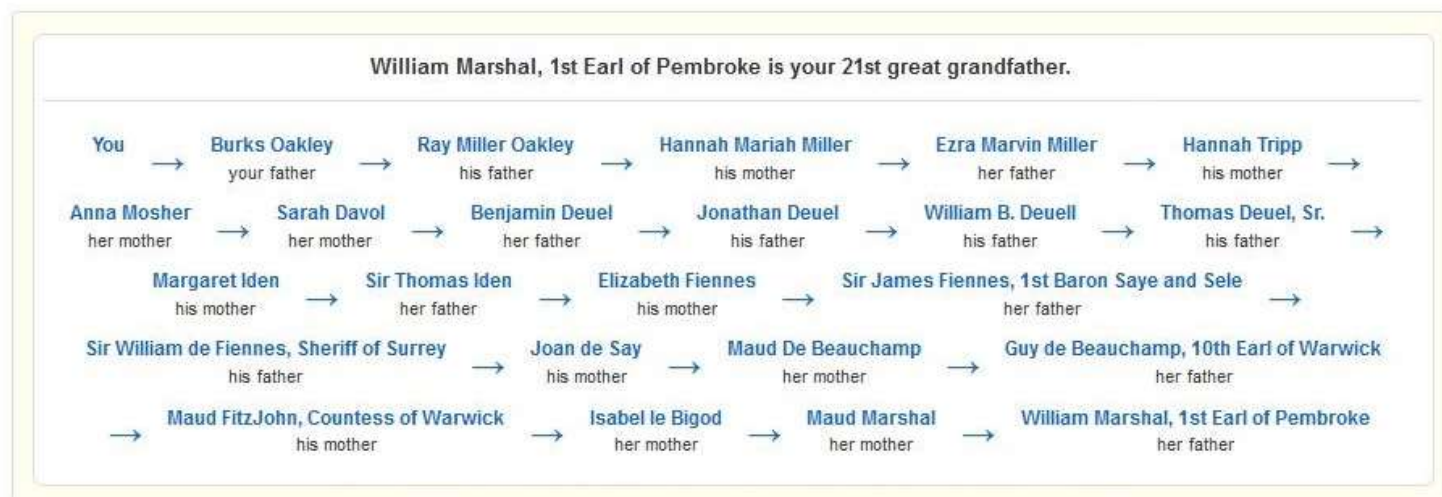 William Marshal, 1st Earl of Pembroke is your 21st great grandfather.
You → Burks Oakley → Ray Miller Oakley → Hannah Mariah Miller → Ezra Marvin Miller → Hannah Tripp →
your father his father his mother her father his mother
Anna Mosher → Sarah Davol → Benjamin Deuel → Jonathan Deuel → William B. Deuell → Thomas Deuel, Sr. →
her mother her mother her father his father his father his father
Margaret Iden → Sir Thomas Iden → Elizabeth Fiennes → Sir James Fiennes, 1st Baron Saye and Sele →
his mother her father his mother her father
Sir William de Fiennes, Sheriff of Surrey → Joan de Say → Maud De Beauchamp → Guy de Beauchamp, 10th Earl of Warwick
his father his mother her mother her father
→ Maud FitzJohn, Countess of Warwick → Isabel le Bigod → Maud Marshal → William Marshal, 1st Earl of Pembroke
his mother her mother her mother her father